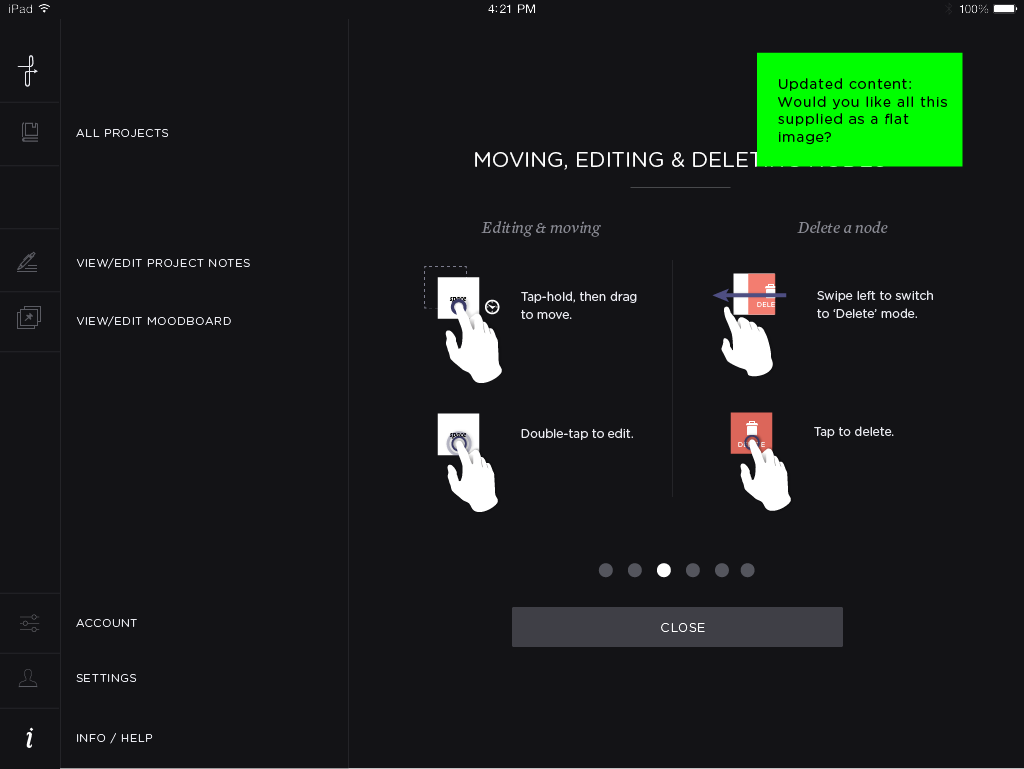 iPad 4:21 PM 100%
ALL PROJECTS
VIEW/EDIT PROJECT NOTES
VIEW/EDIT MOODBOARD
ACCOUNT
SETTINGS
i
INFO / HELP
Updated content:
Would you like all this
supplied as a flat
image?
MOVING, EDITING &
Editing & moving
space
Tap-hold, then drag
to move.
Double-tap to edit.
Delete a node
DELE
Swipe left to switch
to ‘Delete’ mode.
Tap to delete.
CLOSE